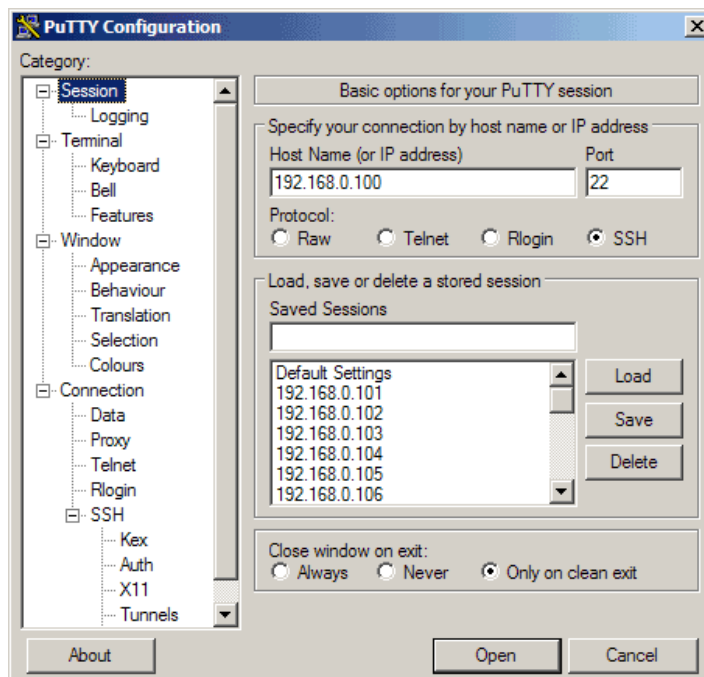 PuTTY Configuration
Category:
Session
Logging
Terminal
Keyboard
Bell
Features
Window
Appearance
Behaviour
Translation
Selection
Colours
Connection
Data
Proxy
Telnet
Rlogin
SSH
Kex
Auth
X11
Tunnels
Basic options for your PuTTY session
Specify your connection by host name or IP address
Host Name (or IP address) Port
192.168.0.100 22
Protocol:
Raw Telnet Rlogin SSH
Load, save or delete a stored session
Saved Sessions
Default Settings
192.168.0.101
192.168.0.102
192.168.0.103
192.168.0.104
192.168.0.105
192.168.0.106
Load
Save
Delete
Close window on exit:
Always Never Only on clean exit
About Open Cancel